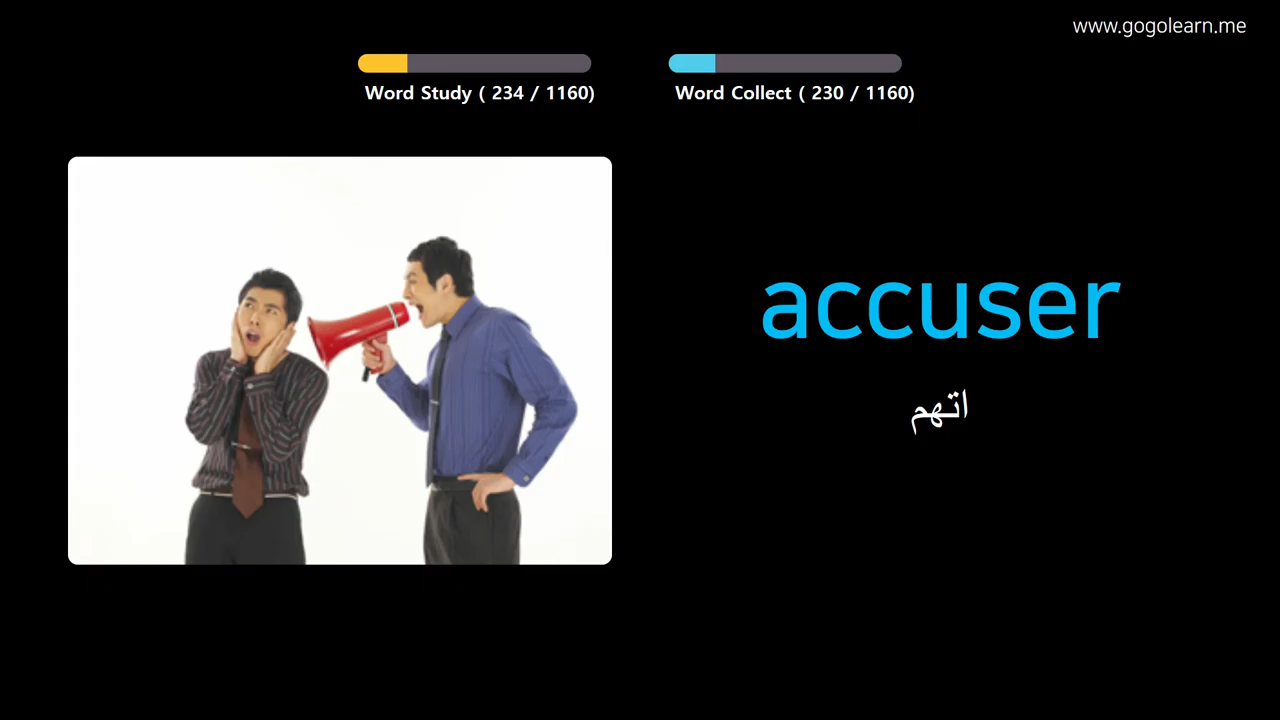 www.gogolearn.me
Word Study ( 234 / 1160)
Word Collect ( 230 / 1160)
accuser
اتهم